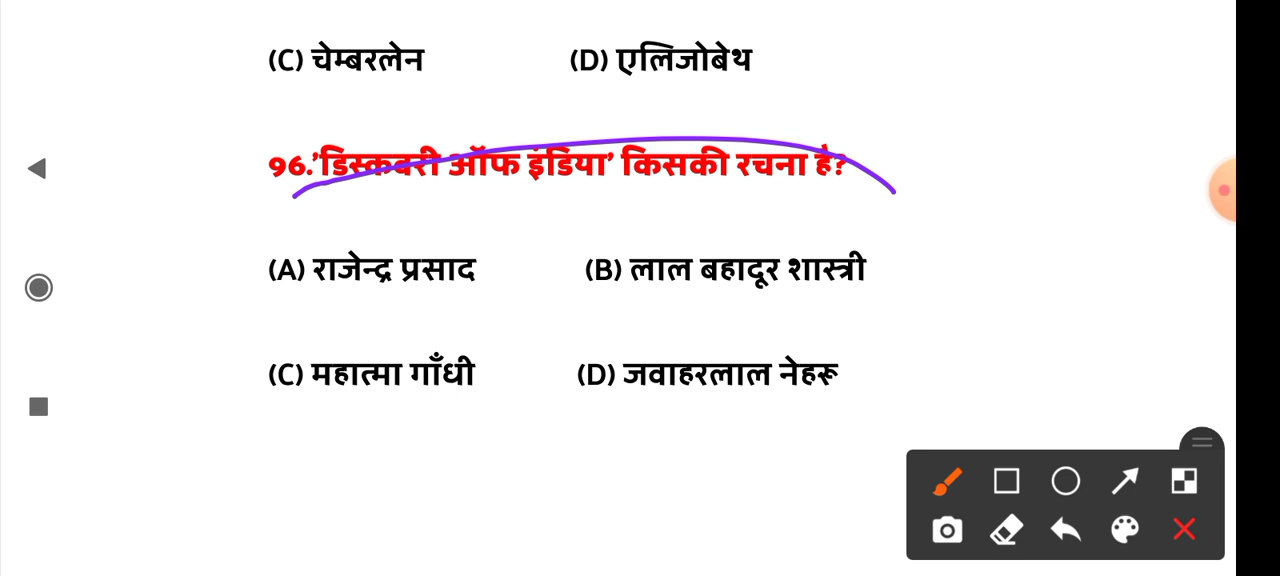 (C) चेम्बरलेन (D) एलिजोबेथ
96.'डिस्कवरी ऑफ इंडिया' किसकी रचना है?
(A) राजेन्द्र प्रसाद (B) लाल बहादूर शास्त्री
(C) महात्मा गाँधी (D) जवाहरलाल नेहरू